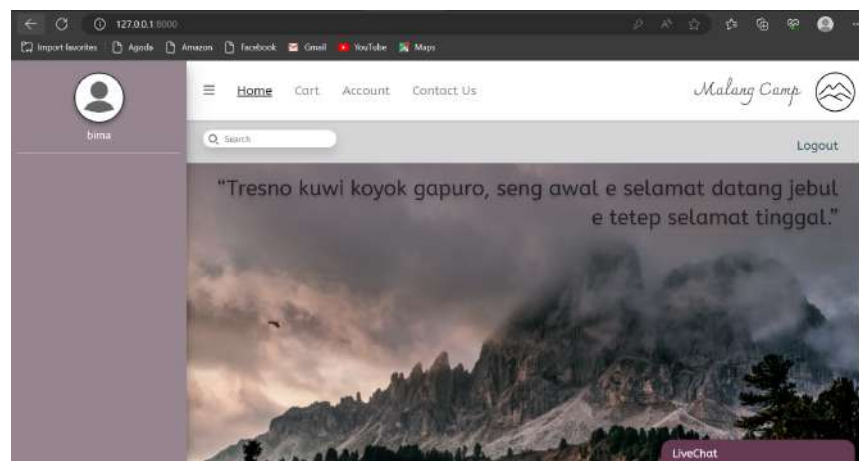 127.0.0.1:8000
Import favorites Agoda Amazon Facebook Gmail YouTube Maps
bima
Home Cart Account Contact Us
Malang Camp
Search
Logout
“Tresno kuwi koyok gapuro, seng awal e selamat datang jebul
e tetep selamat tinggal.”
LiveChat